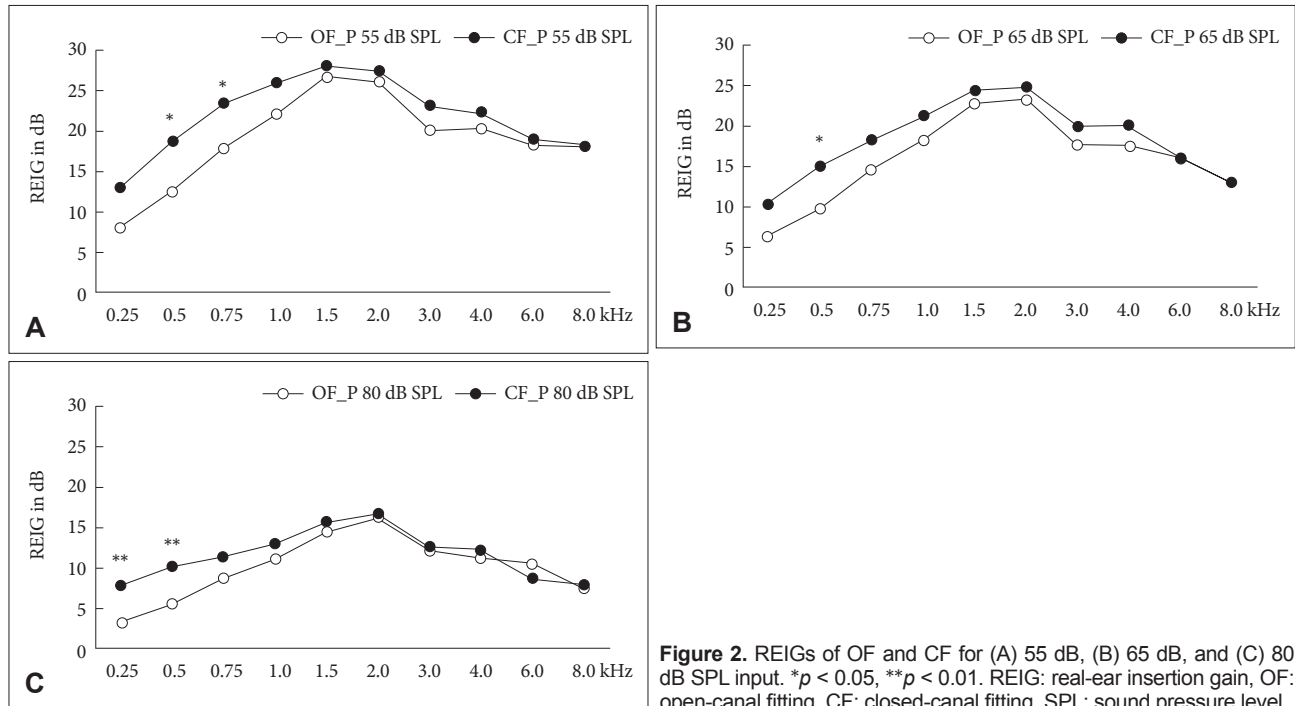 OF_P 55 dB SPL CF_P 55 dB SPL
30
25
20
15
10
5
0
REIG in dB
*
*
0.25 0.5 0.75 1.0 1.5 2.0 3.0 4.0 6.0 8.0 kHz
A
OF_P 65 dB SPL CF_P 65 dB SPL
30
25
20
15
10
5
0
REIG in dB
*
0.25 0.5 0.75 1.0 1.5 2.0 3.0 4.0 6.0 8.0 kHz
B
OF_P 80 dB SPL CF_P 80 dB SPL
30
25
20
15
10
5
0
REIG in dB
** **
0.25 0.5 0.75 1.0 1.5 2.0 3.0 4.0 6.0 8.0 kHz
C
Figure 2. REIGs of OF and CF for (A) 55 dB, (B) 65 dB, and (C) 80
dB SPL input. *p < 0.05, **p < 0.01. REIG: real-ear insertion gain, OF:
open-canal fitting, CF: closed-canal fitting, SPL: sound pressure level